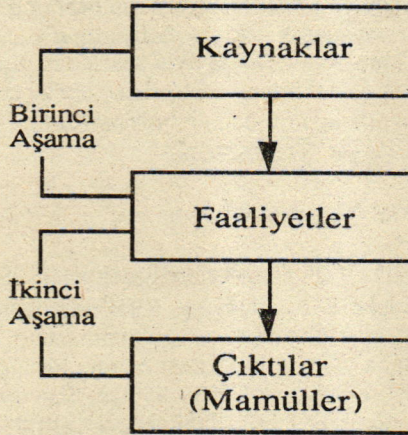 Kaynaklar
Birinci
Aşama
Faaliyetler
İkinci
Aşama
Çıktılar
(Mamüller)